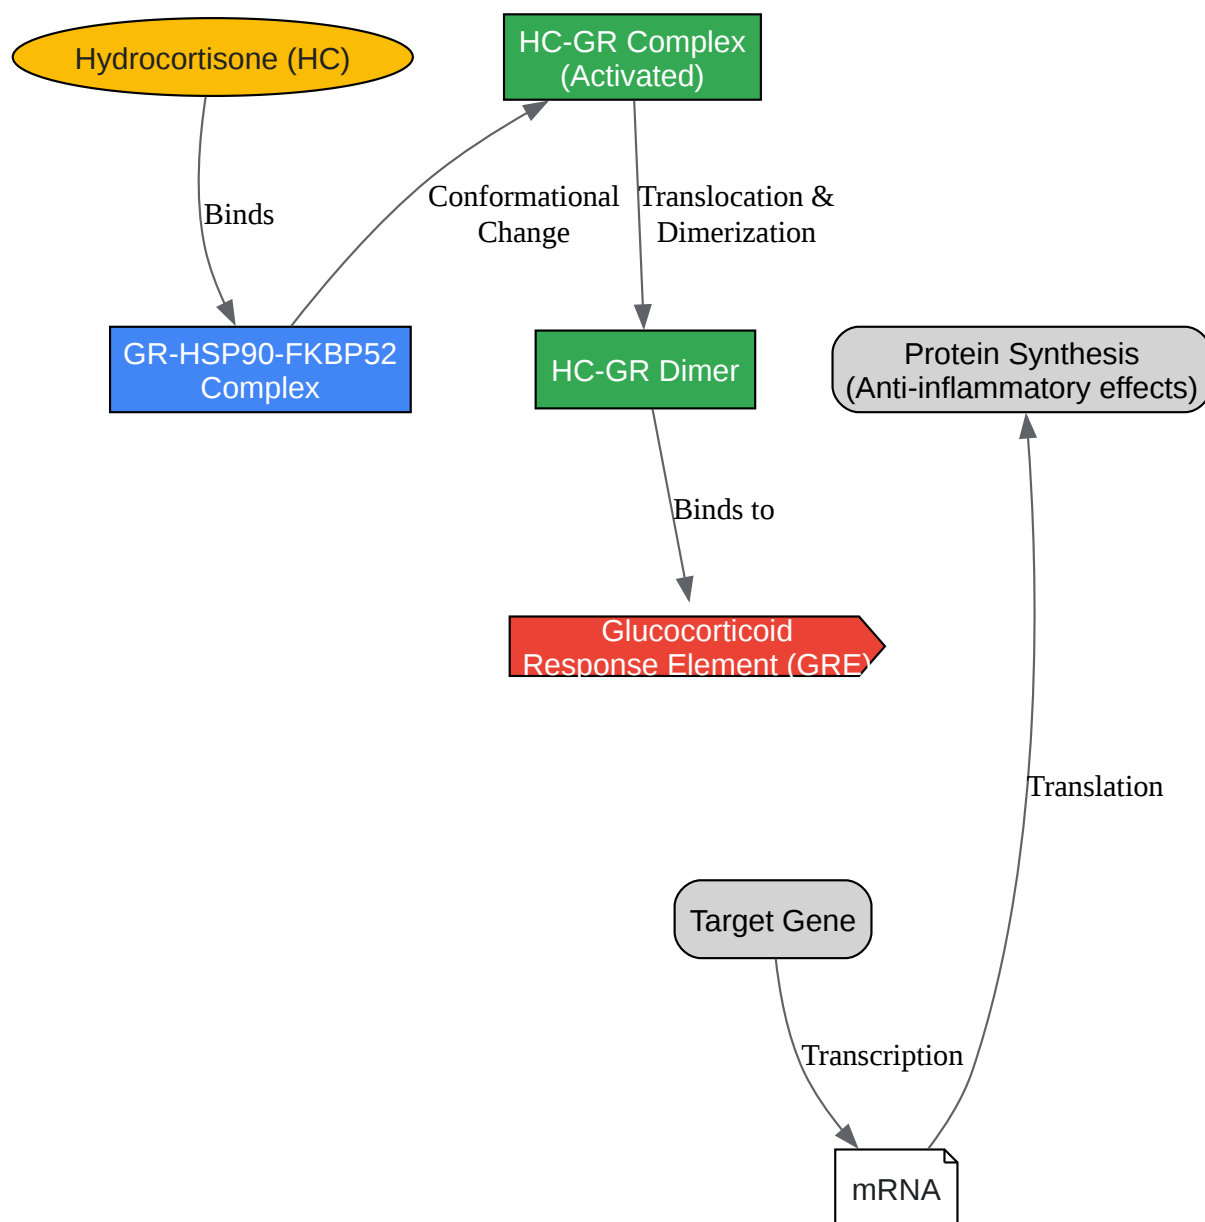 Hydrocortisone (HC)
HC-GR Complex
(Activated)
Binds
Conformational
Change
Translocation &
Dimerization
GR-HSP90-FKBP52
Complex
HC-GR Dimer
Protein Synthesis
(Anti-inflammatory effects)
Binds to
Glucocorticoid
Response Element (GRE)
Translation
Target Gene
Transcription
mRNA